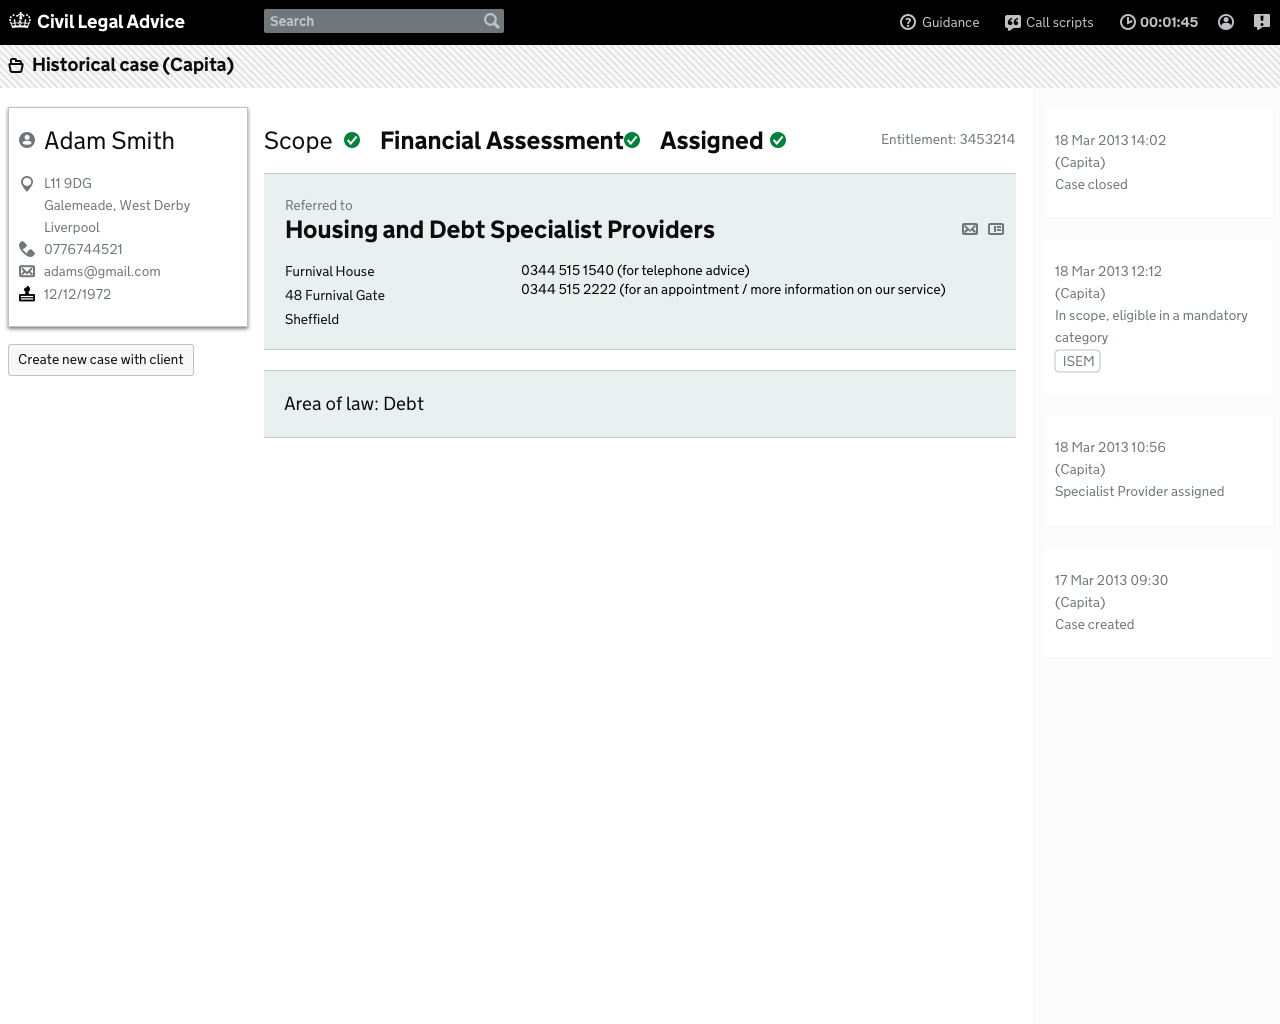 Civil Legal Advice
Search
Guidance
Call scripts
00:01:45
Historical case (Capita)
Adam Smith
L11 9DG
Galemeade, West Derby
Liverpool
0776744521
adams@gmail.com
12/12/1972
Create new case with client
Scope
Financial Assessment
Assigned
Entitlement: 3453214
Referred to
Housing and Debt Specialist Providers
Furnival House
48 Furnival Gate
Sheffield
0344 515 1540 (for telephone advice)
0344 515 2222 (for an appointment / more information on our service)
Area of law: Debt
18 Mar 2013 14:02
(Capita)
Case closed
18 Mar 2013 12:12
(Capita)
In scope, eligible in a mandatory
category
ISEM
18 Mar 2013 10:56
(Capita)
Specialist Provider assigned
17 Mar 2013 09:30
(Capita)
Case created